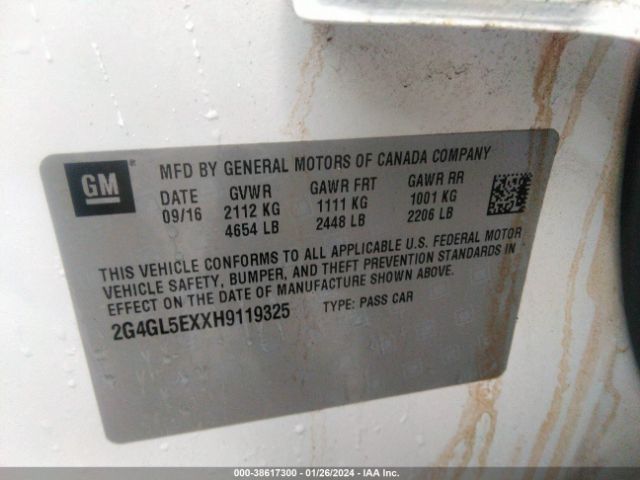 GM
MFD BY GENERAL MOTORS OF CANADA COMPANY
DATE GVWR GAWR FRT GAWR RR
09/16 2112 KG 1111 KG 1001 KG
4654 LB 2448 LB 2206 LB
THIS VEHICLE CONFORMS TO ALL APPLICABLE U.S. FEDERAL MOTOR
VEHICLE SAFETY, BUMPER, AND THEFT PREVENTION STANDARDS IN
EFFECT ON THE DATE OF MANUFACTURE SHOWN ABOVE.
2G4GL5EXXH9119325 TYPE: PASS CAR
000-38617300 - 01/26/2024 - IAA Inc.